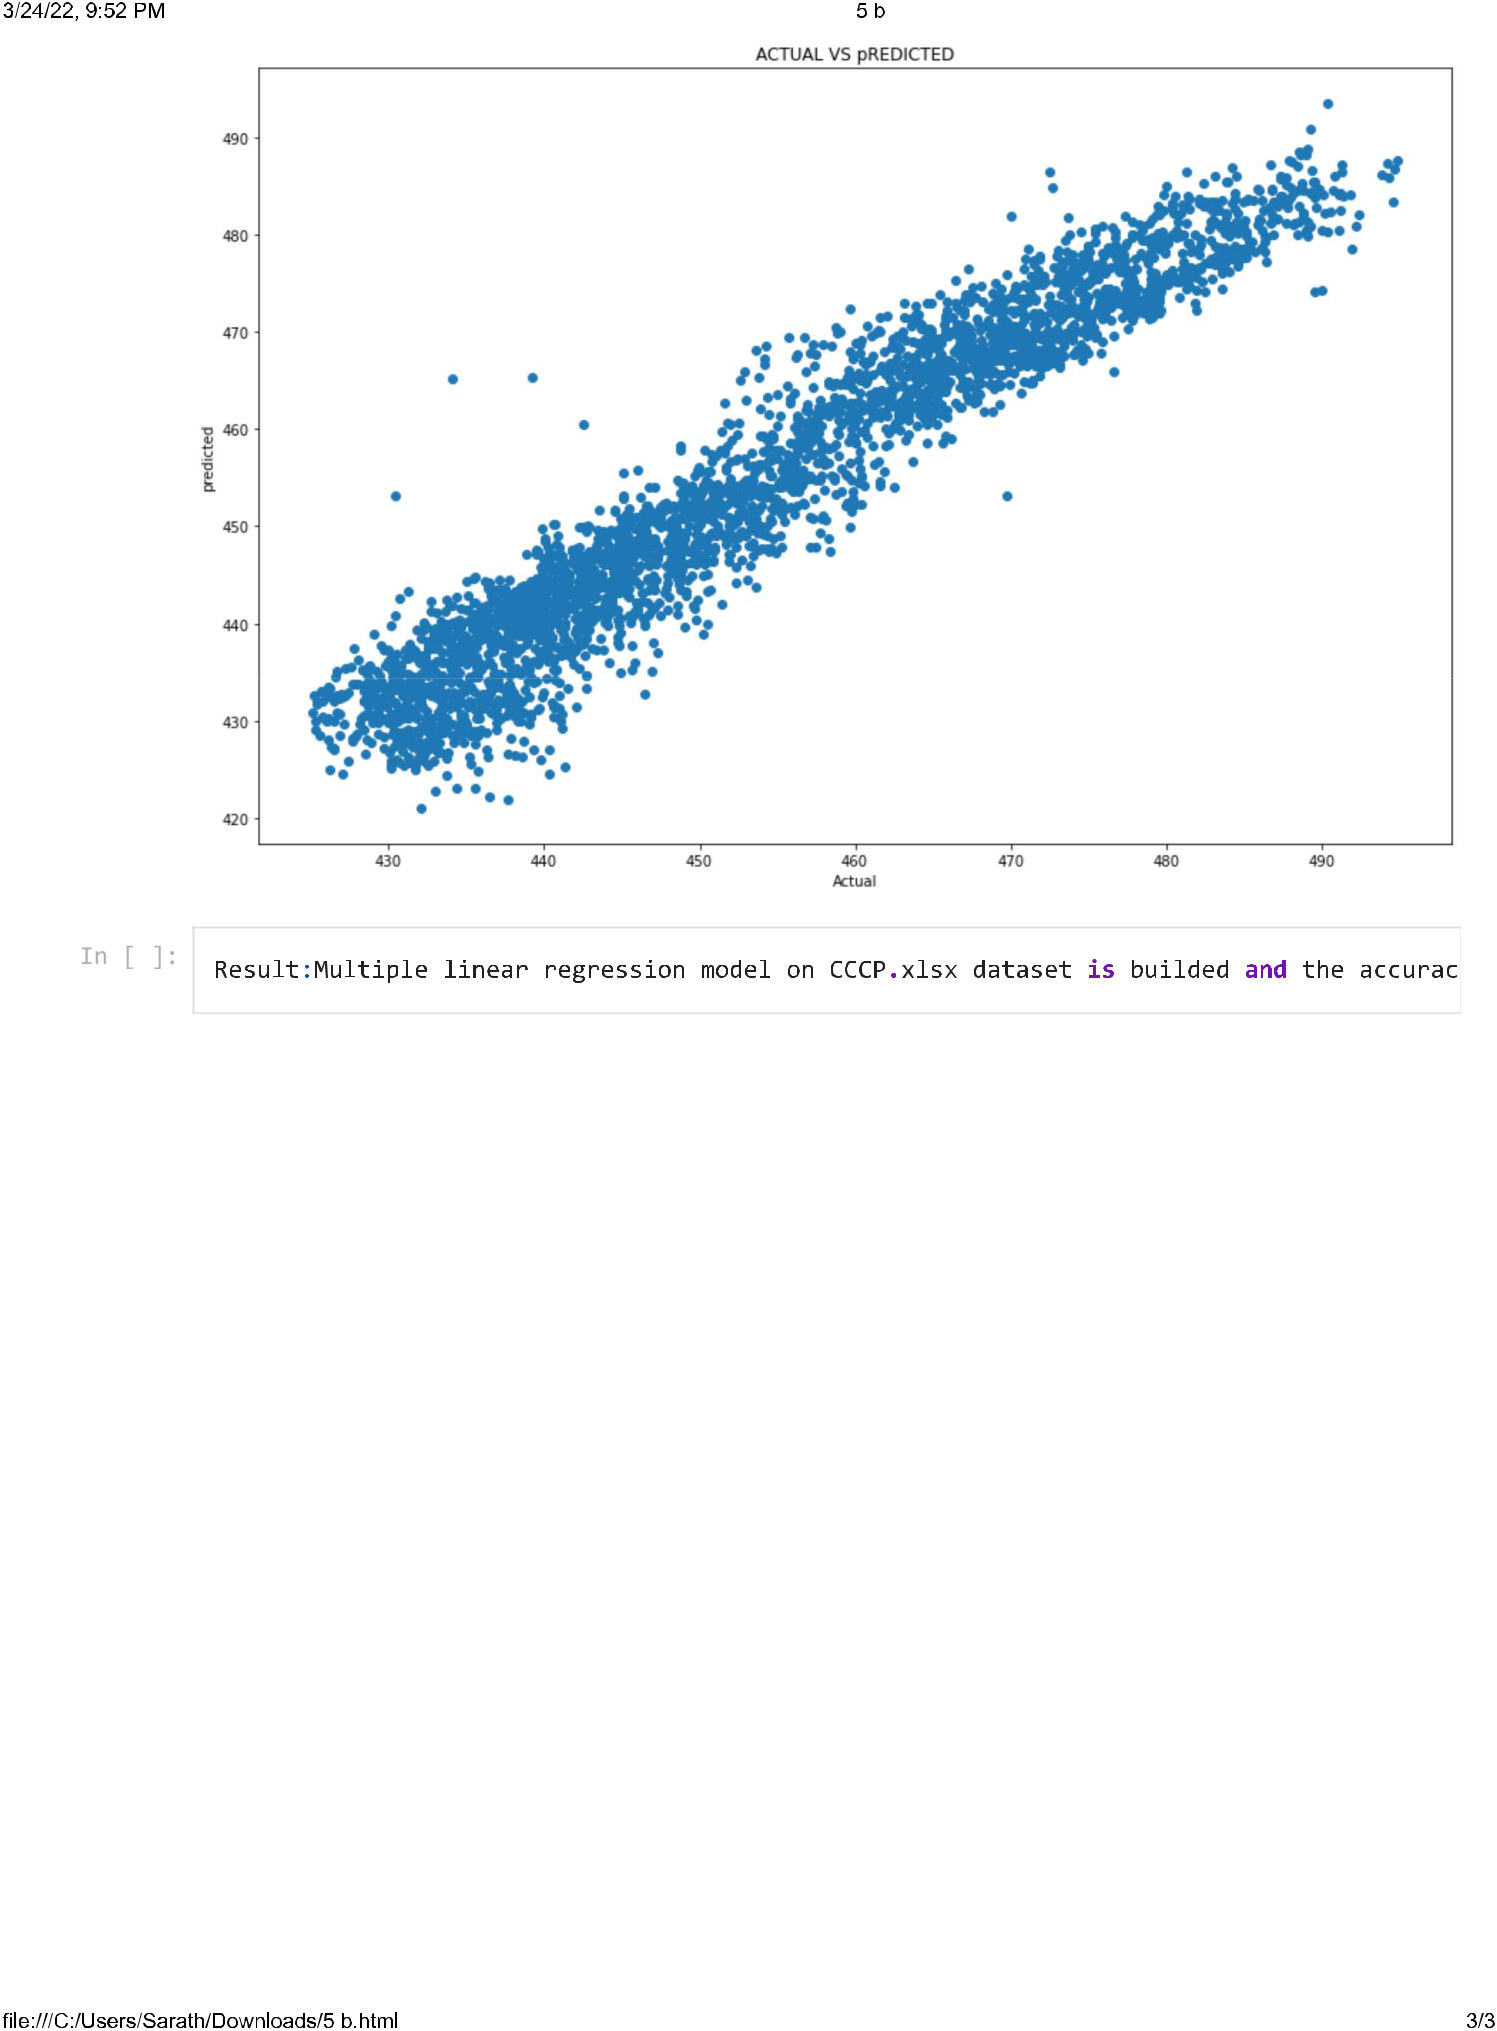 3/24/22, 9:52 PM 5 b
ACTUAL VS pREDICTED
490
480
470
460
450
440
430
420
predicted
430 440 450 460 470 480 490
Actual
In [ ]: Result:Multiple linear regression model on CCCP.xlsx dataset is builded and the accurac
file:///C:/Users/Sarath/Downloads/5 b.html 3/3